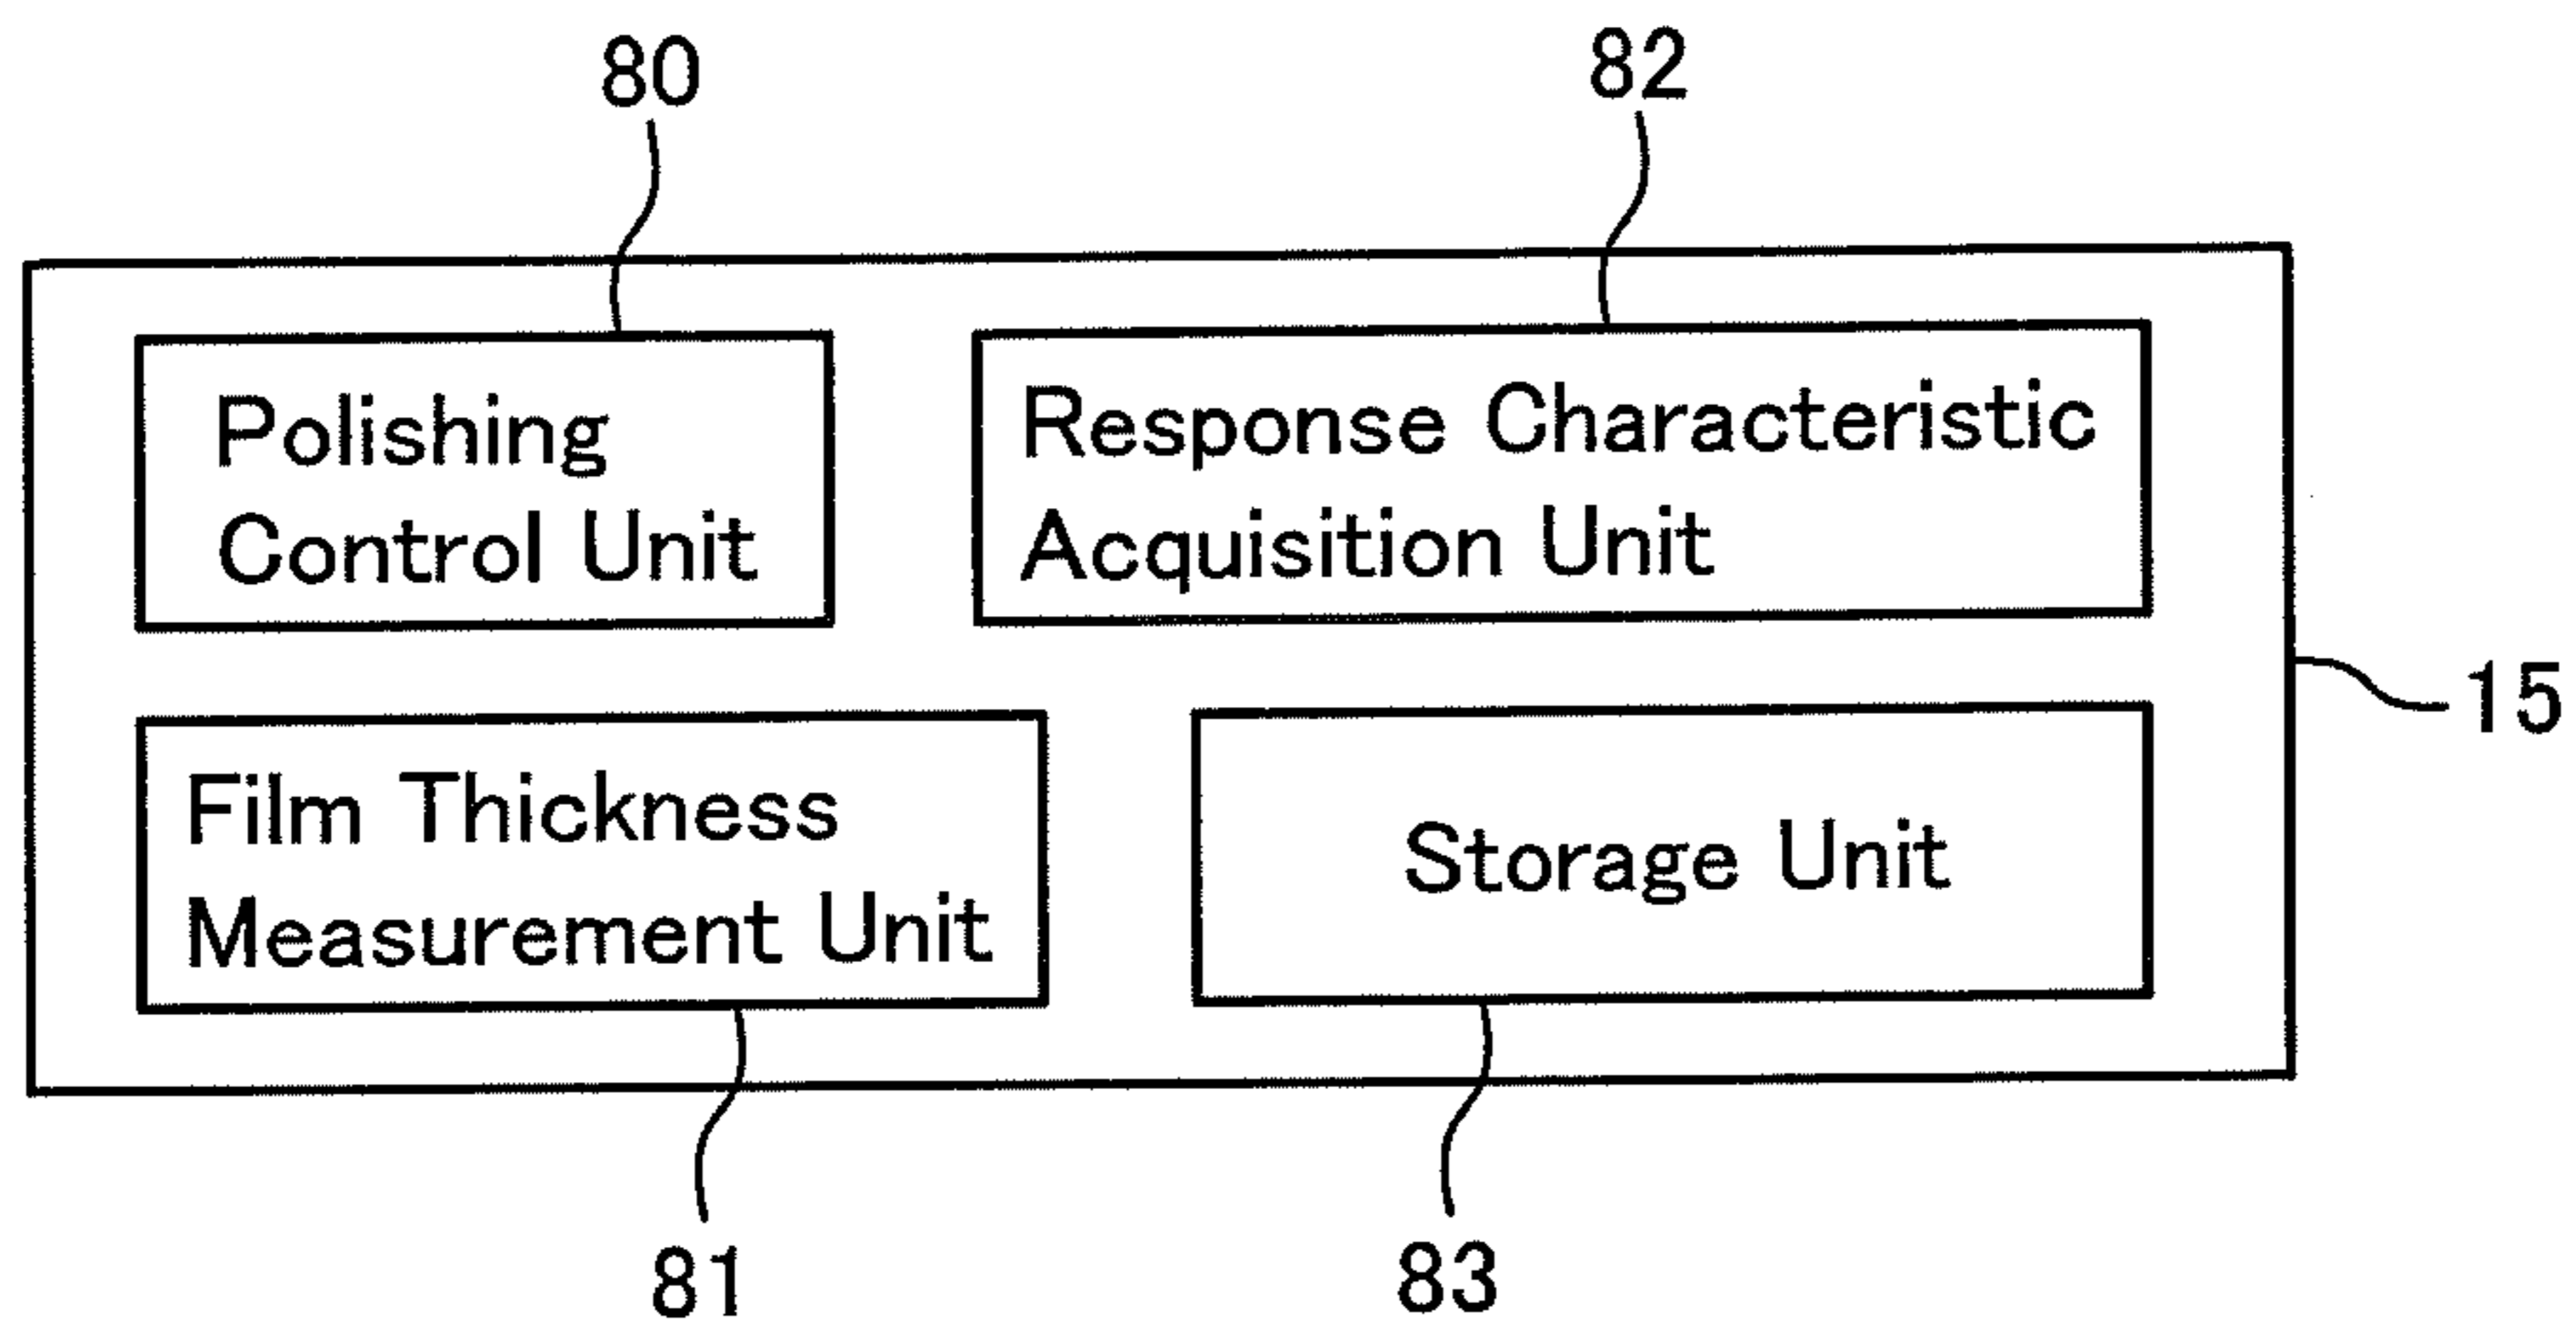 80
82
Polishing
Control Unit
Response Characteristic
Acquisition Unit
15
Film Thickness
Measurement Unit
Storage Unit
81
83